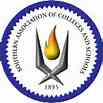 SOUTHERN ASSOCIATION OF COLLEGES AND SCHOOLS
1895